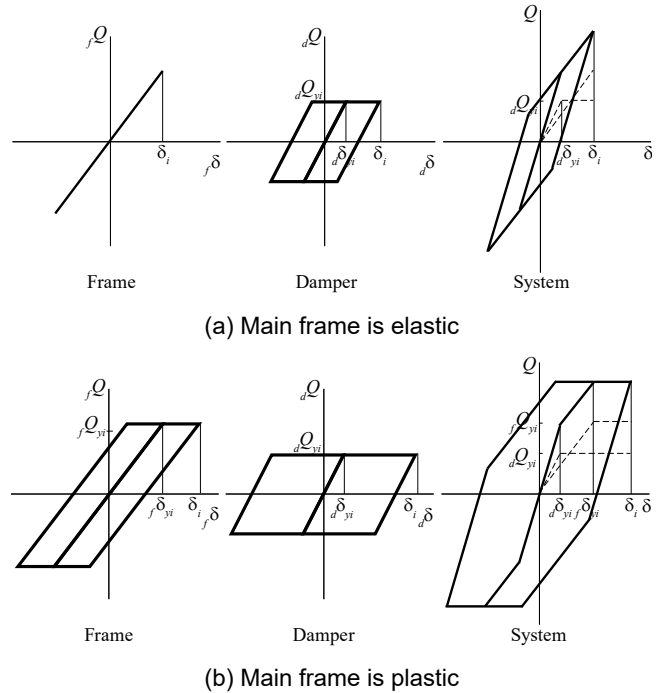 fQ dQ Q
dQyi dQyi
δi dδyi δi dδyi δi
fδ dδ δ
Frame Damper System
(a) Main frame is elastic
fQ dQ Q
fQyi dQyi fQyi
dQyi
fδyi δi dδyi δi dδyi fδyi δi δ
fδ dδ
Frame Damper System
(b) Main frame is plastic